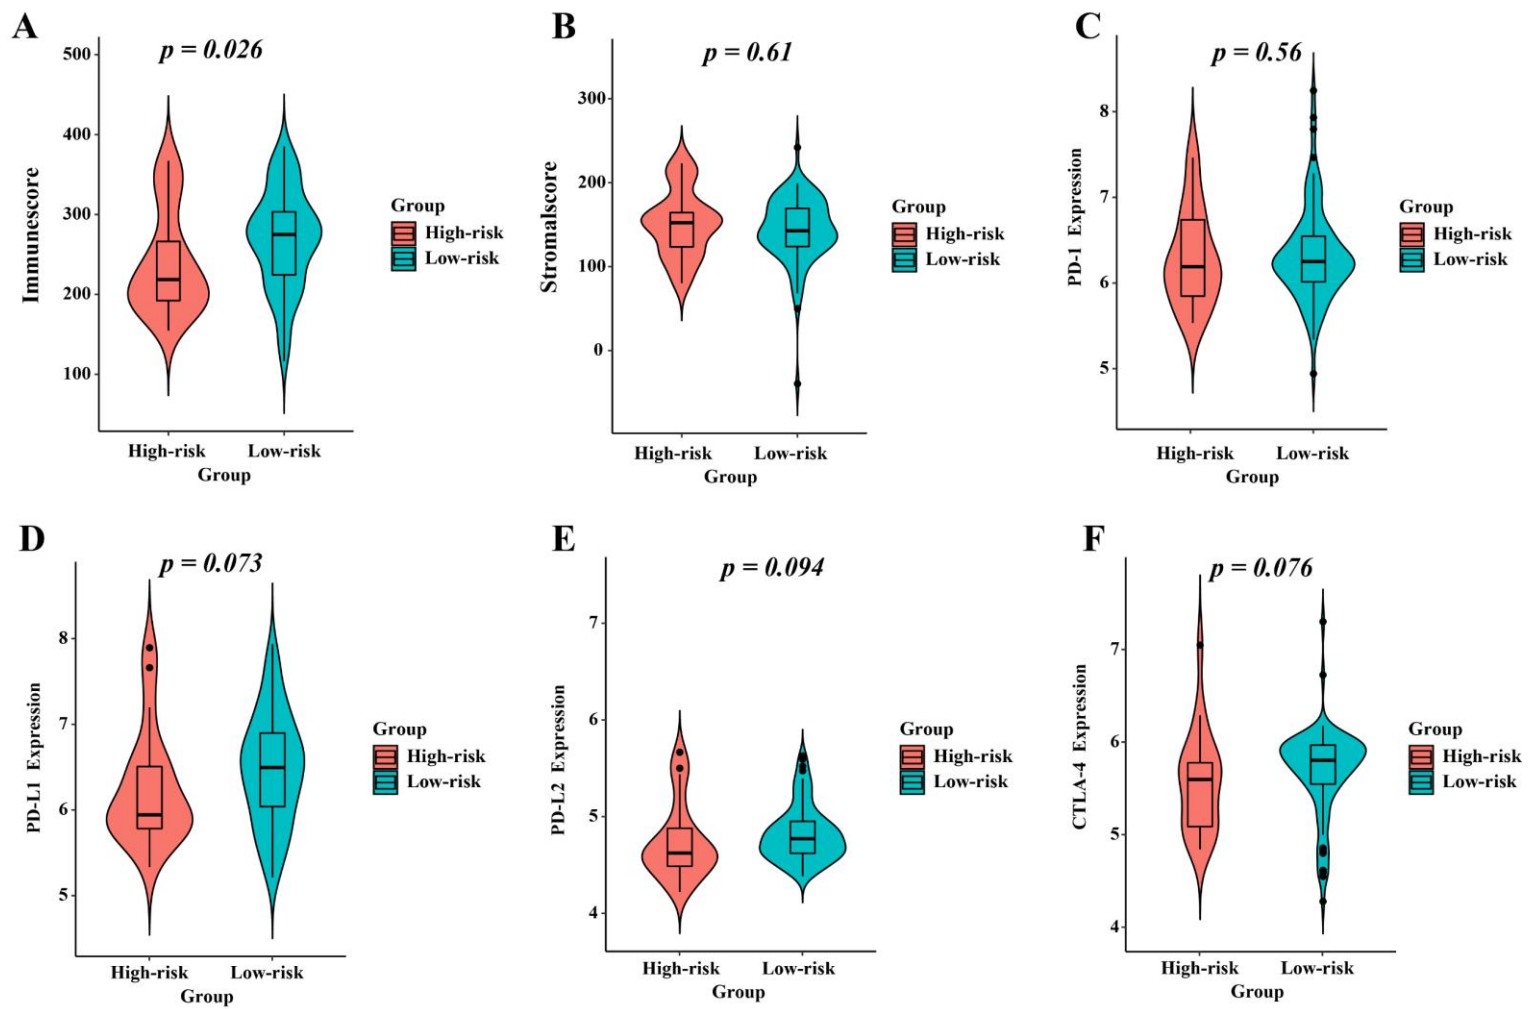 A
p = 0.026
500
400
300
200
100
Immunescore
High-risk
Low-risk
Group
Group
High-risk
Low-risk
B
p = 0.61
300
200
100
0
Stromalscore
High-risk
Low-risk
Group
Group
High-risk
Low-risk
C
p = 0.56
8
7
6
5
PD-1 Expression
High-risk
Low-risk
Group
Group
High-risk
Low-risk
D
p = 0.073
8
7
6
5
PD-L1 Expression
High-risk
Low-risk
Group
Group
High-risk
Low-risk
E
p = 0.094
7
6
5
4
PD-L2 Expression
High-risk
Low-risk
Group
Group
High-risk
Low-risk
F
p = 0.076
7
6
5
4
CTLA-4 Expression
High-risk
Low-risk
Group
Group
High-risk
Low-risk